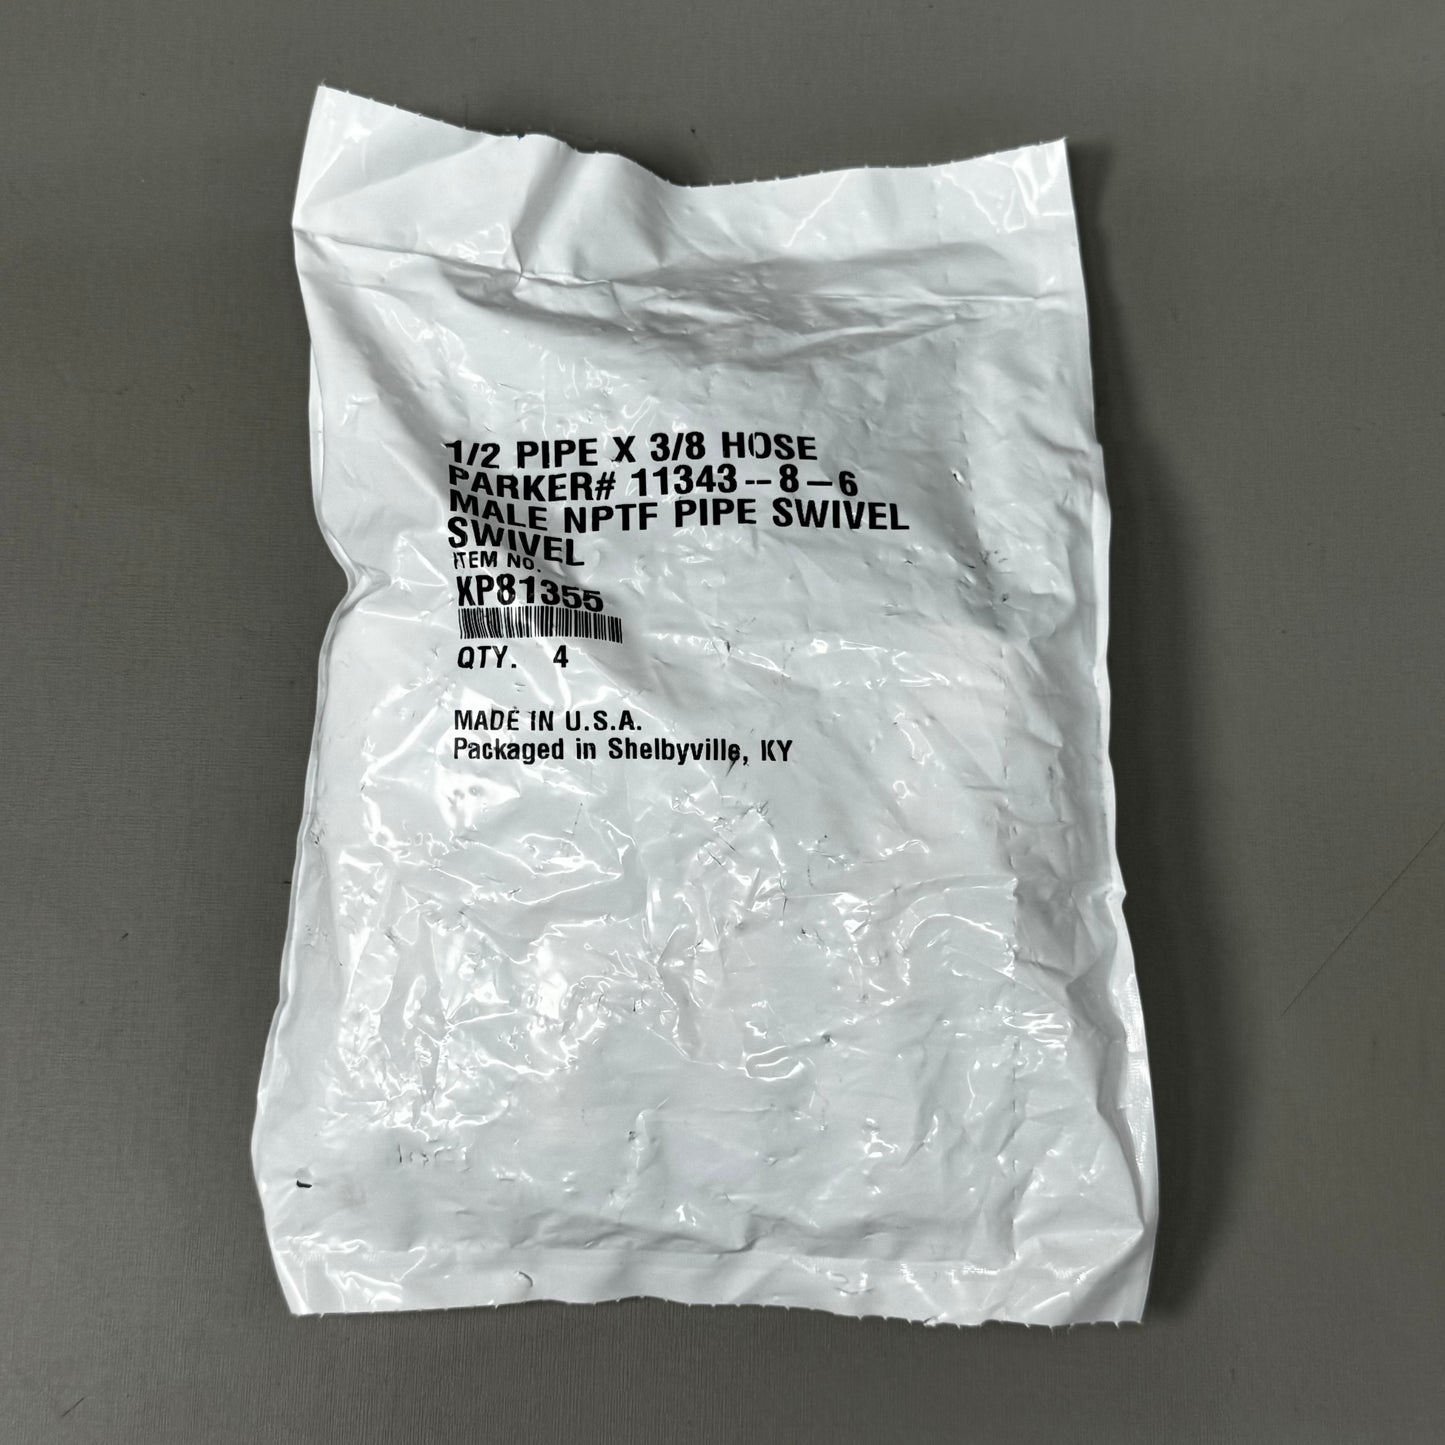 1/2 PIPE X 3/8 HOSE
PARKER# 11343--8-6
MALE NPTF PIPE SWIVEL
SWIVEL
ITEM NO.
KP81355
QTY. 4
MADE IN U.S.A.
Packaged in Shelbyville, KY